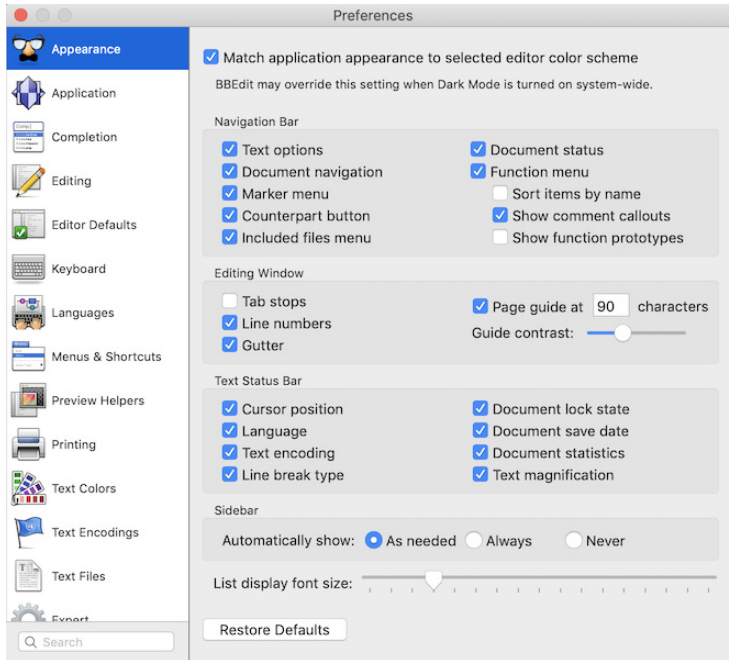 Preferences
Appearance
Application
Completion
Editing
Editor Defaults
Keyboard
Languages
Menus & Shortcuts
Preview Helpers
Printing
Text Colors
Text Encodings
Text Files
Expert
Search
Match application appearance to selected editor color scheme
BBEdit may override this setting when Dark Mode is turned on system-wide.
Navigation Bar
Text options
Document navigation
Marker menu
Counterpart button
Included files menu
Document status
Function menu
Sort items by name
Show comment callouts
Show function prototypes
Editing Window
Tab stops
Line numbers
Gutter
Page guide at 90 characters
Guide contrast:
Text Status Bar
Cursor position
Language
Text encoding
Line break type
Document lock state
Document save date
Document statistics
Text magnification
Sidebar
Automatically show: As needed Always Never
List display font size:
Restore Defaults